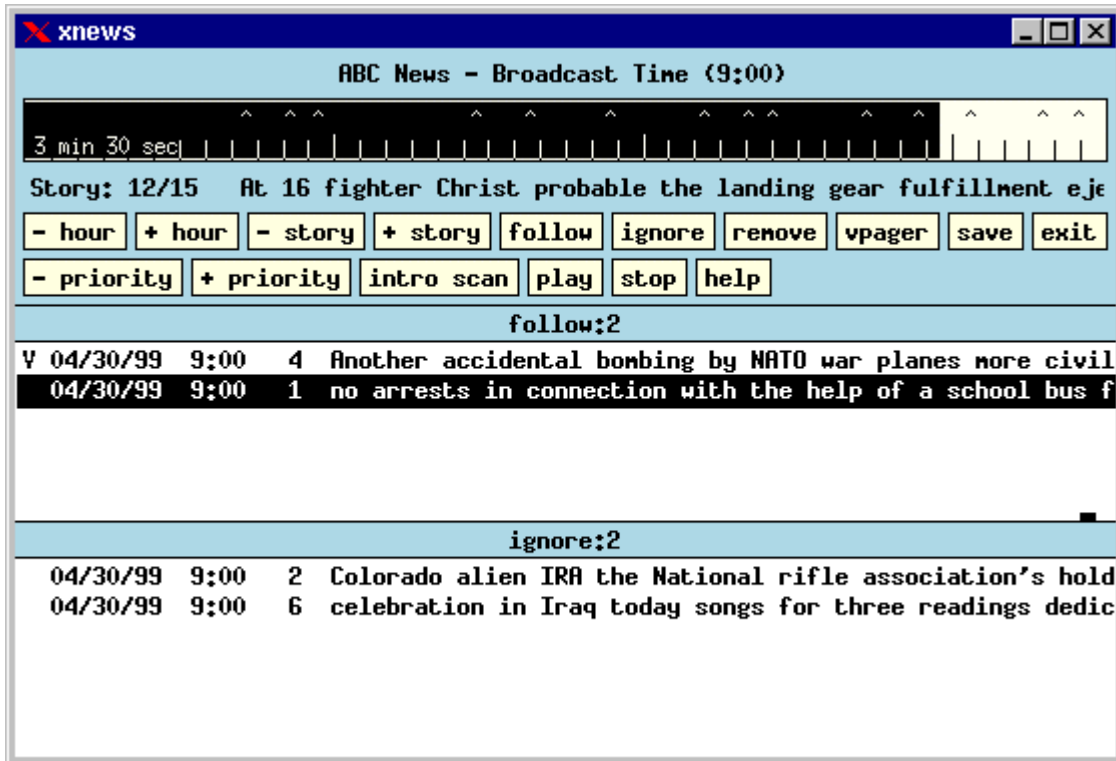 xnews
ABC News - Broadcast Time (9:00)
^ ^ ^ ^ ^ ^ ^ ^ ^ ^ ^ ^ ^ ^
3 min 30 sec
Story: 12/15 At 16 fighter Christ probable the landing gear fulfillment eje
- hour + hour - story + story follow ignore remove vpager save exit
- priority + priority intro scan play stop help
follow:2
V 04/30/99 9:00 4 Another accidental bombing by NATO war planes more civil
04/30/99 9:00 1 no arrests in connection with the help of a school bus f
ignore:2
04/30/99 9:00 2 Colorado alien IRA the National rifle association's hold
04/30/99 9:00 6 celebration in Iraq today songs for three readings dedic